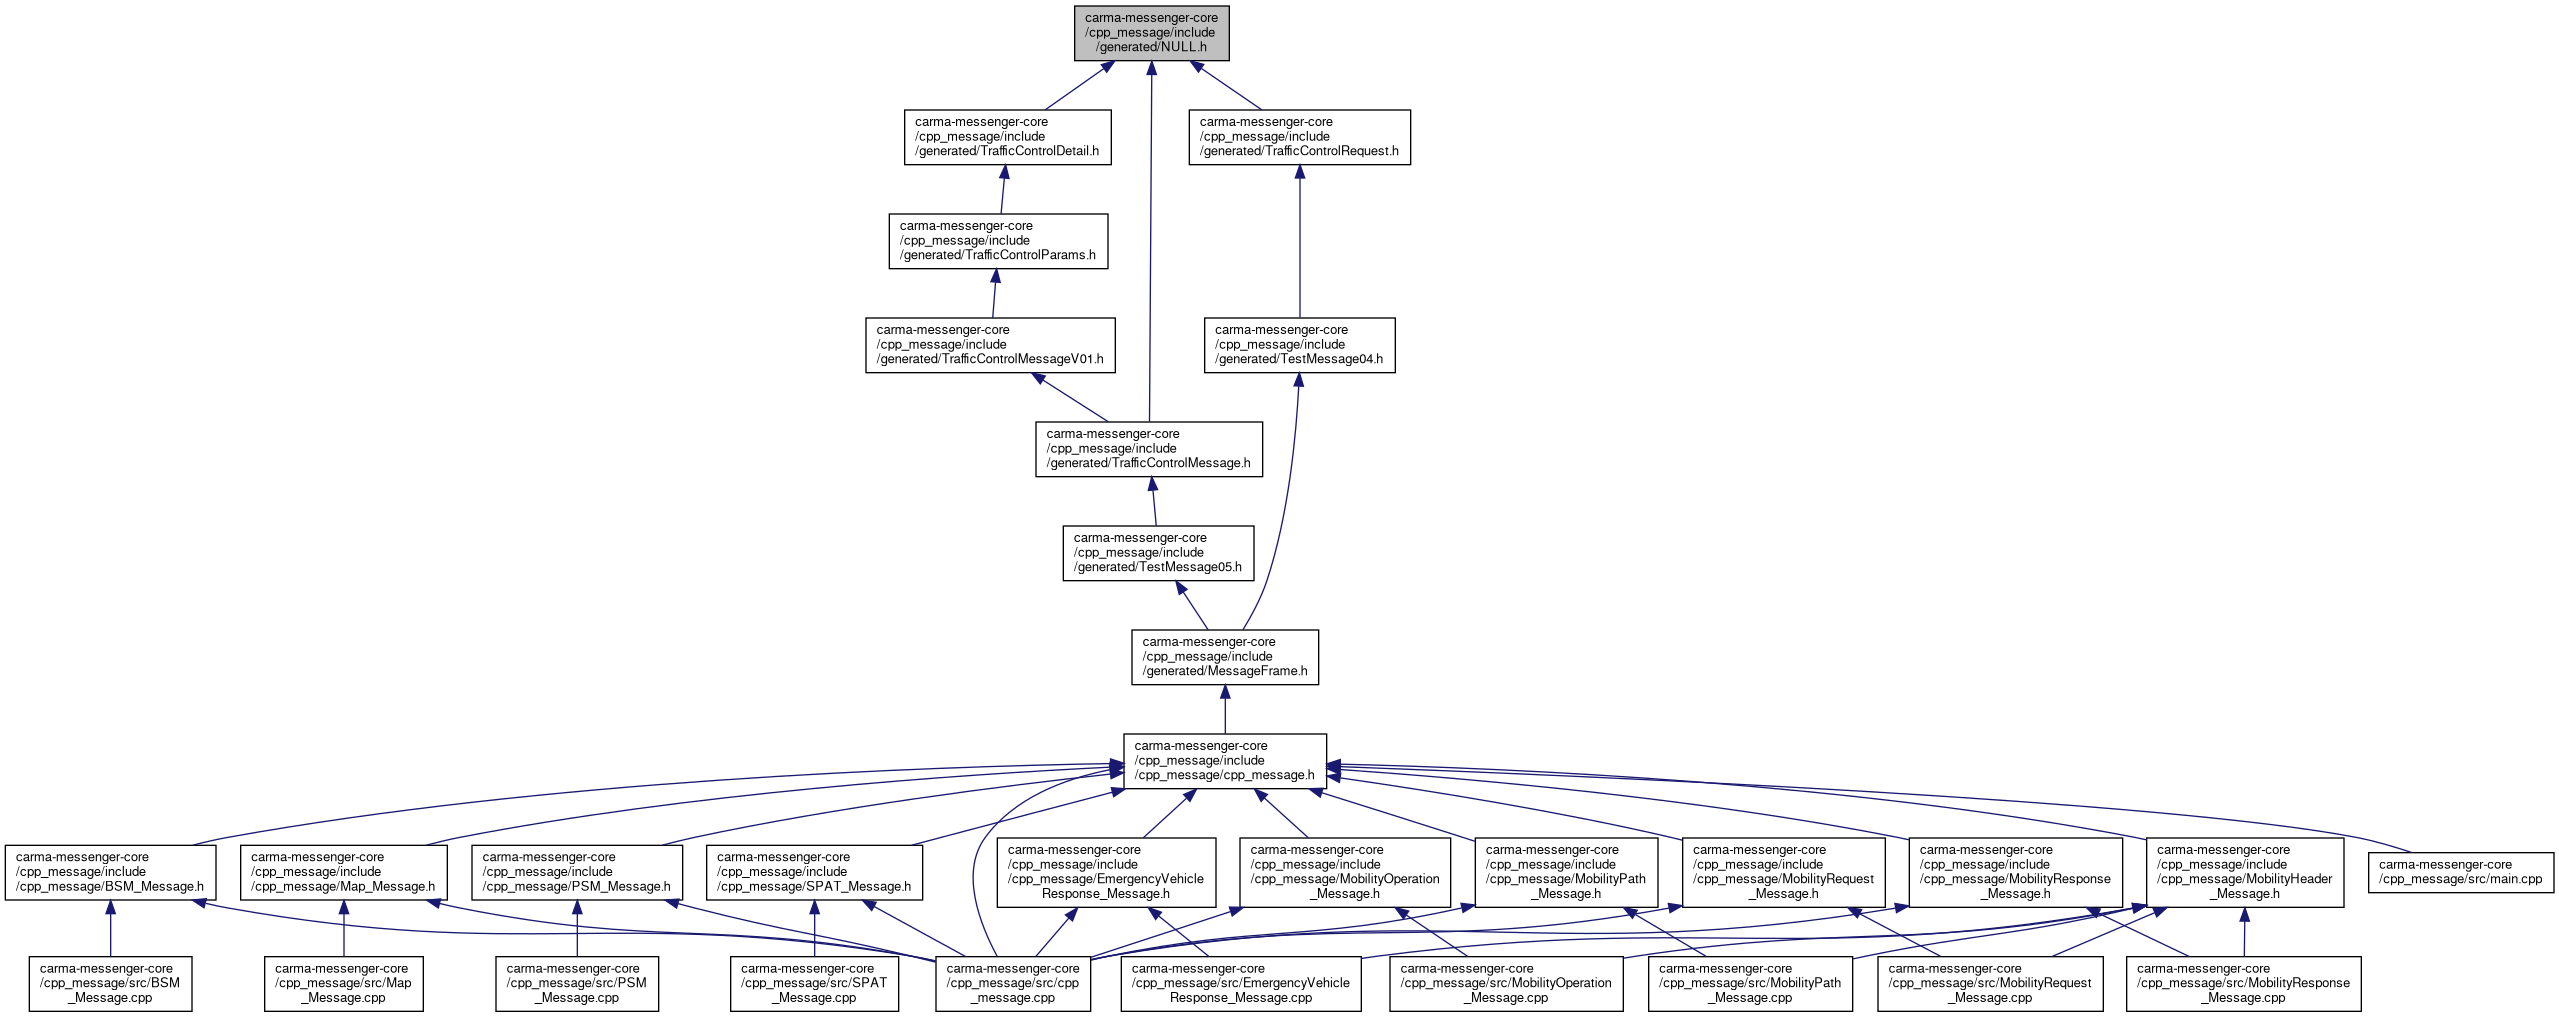 carma-messenger-core
/cpp_message/include
/generated/NULL.h
carma-messenger-core
/cpp_message/include
/generated/TrafficControlDetail.h
carma-messenger-core
/cpp_message/include
/generated/TrafficControlRequest.h
carma-messenger-core
/cpp_message/include
/generated/TrafficControlParams.h
carma-messenger-core
/cpp_message/include
/generated/TrafficControlMessageV01.h
carma-messenger-core
/cpp_message/include
/generated/TestMessage04.h
carma-messenger-core
/cpp_message/include
/generated/TrafficControlMessage.h
carma-messenger-core
/cpp_message/include
/generated/TestMessage05.h
carma-messenger-core
/cpp_message/include
/generated/MessageFrame.h
carma-messenger-core
/cpp_message/include
/cpp_message/cpp_message.h
carma-messenger-core
/cpp_message/include
/cpp_message/BSM_Message.h
carma-messenger-core
/cpp_message/include
/cpp_message/Map_Message.h
carma-messenger-core
/cpp_message/include
/cpp_message/PSM_Message.h
carma-messenger-core
/cpp_message/include
/cpp_message/SPAT_Message.h
carma-messenger-core
/cpp_message/include
/cpp_message/EmergencyVehicle
Response_Message.h
carma-messenger-core
/cpp_message/include
/cpp_message/MobilityOperation
_Message.h
carma-messenger-core
/cpp_message/include
/cpp_message/MobilityPath
_Message.h
carma-messenger-core
/cpp_message/include
/cpp_message/MobilityRequest
_Message.h
carma-messenger-core
/cpp_message/include
/cpp_message/MobilityResponse
_Message.h
carma-messenger-core
/cpp_message/include
/cpp_message/MobilityHeader
_Message.h
carma-messenger-core
/cpp_message/src/main.cpp
carma-messenger-core
/cpp_message/src/BSM
_Message.cpp
carma-messenger-core
/cpp_message/src/Map
_Message.cpp
carma-messenger-core
/cpp_message/src/PSM
_Message.cpp
carma-messenger-core
/cpp_message/src/SPAT
_Message.cpp
carma-messenger-core
/cpp_message/src/cpp
_message.cpp
carma-messenger-core
/cpp_message/src/EmergencyVehicle
Response_Message.cpp
carma-messenger-core
/cpp_message/src/MobilityOperation
_Message.cpp
carma-messenger-core
/cpp_message/src/MobilityPath
_Message.cpp
carma-messenger-core
/cpp_message/src/MobilityRequest
_Message.cpp
carma-messenger-core
/cpp_message/src/MobilityResponse
_Message.cpp